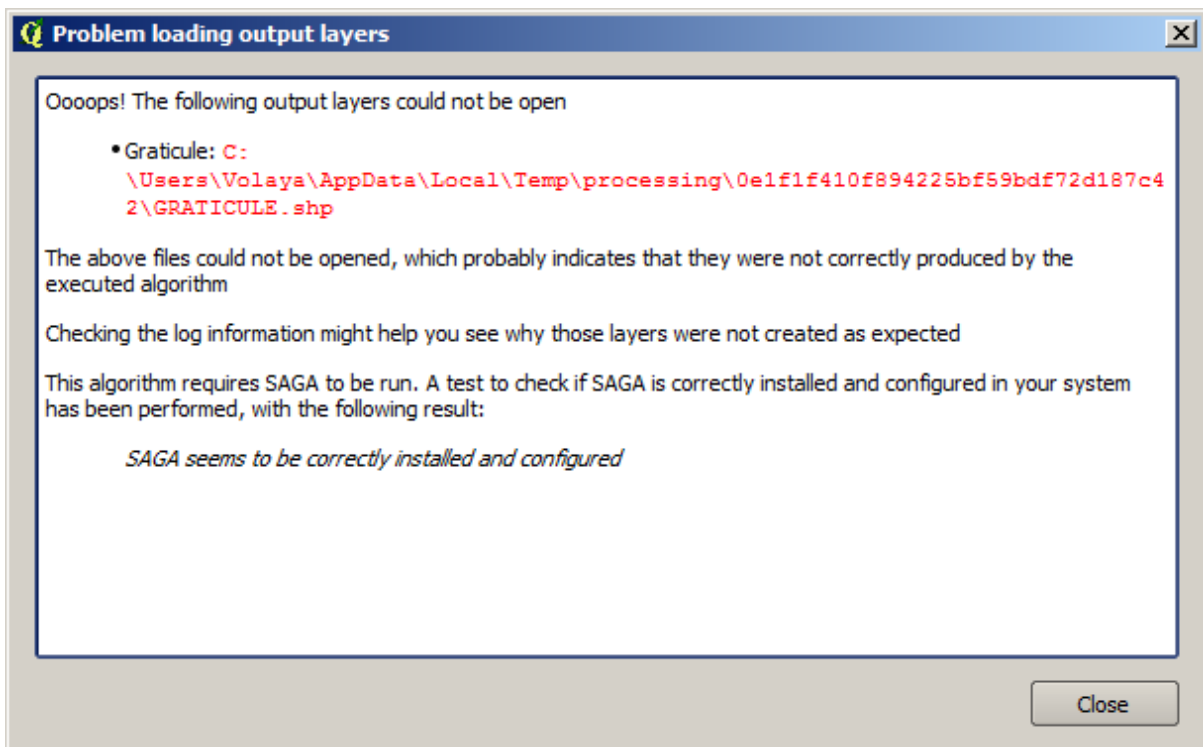 Problem loading output layers
Oooops! The following output layers could not be open
• Graticule: C:
\Users\Volaya\AppData\Local\Temp\processing\0e1f1f410f894225bf59bdf72d187c4
2\GRATICULE.shp
The above files could not be opened, which probably indicates that they were not correctly produced by the
executed algorithm
Checking the log information might help you see why those layers were not created as expected
This algorithm requires SAGA to be run. A test to check if SAGA is correctly installed and configured in your system
has been performed, with the following result:
SAGA seems to be correctly installed and configured
Close